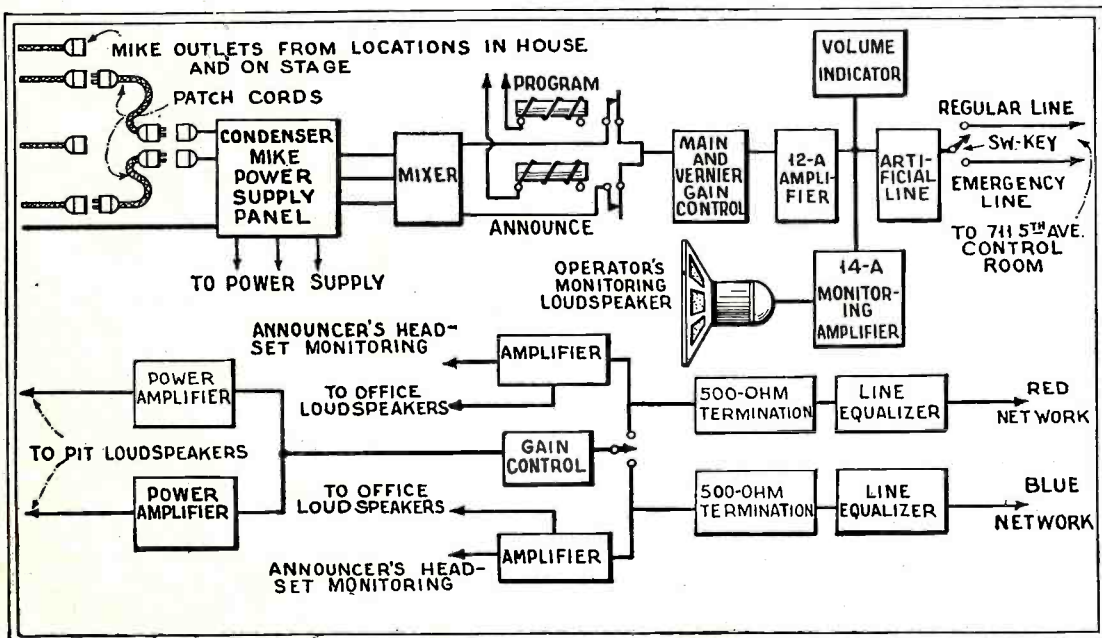 MIKE OUTLETS FROM LOCATIONS IN HOUSE
AND ON STAGE
PATCH CORDS
CONDENSER
MIKE
POWER
SUPPLY
PANEL
TO POWER SUPPLY
MIXER
PROGRAM
ANNOUNCE
MAIN
AND
VERNIER
GAIN
CONTROL
12-A
AMPLI-
FIER
VOLUME
INDICATOR
ARTI-
FICIAL
LINE
REGULAR LINE
SW.-KEY
EMERGENCY
LINE
TO 711 5TH AVE.
CONTROL
ROOM
OPERATOR'S
MONITORING
LOUDSPEAKER
14-A
MONITOR-
ING
AMPLIFIER
ANNOUNCER'S HEAD-
SET MONITORING
AMPLIFIER
TO OFFICE
LOUDSPEAKERS
POWER
AMPLIFIER
TO PIT LOUDSPEAKERS
POWER
AMPLIFIER
GAIN
CONTROL
500-OHM
TERMINATION
LINE
EQUALIZER
RED
NETWORK
TO OFFICE
LOUD SPEAKERS
AMPLIFIER
ANNOUNCER'S HEAD-
SET MONITORING
500-OHM
TERMINATION
LINE
EQUALIZER
BLUE
NETWORK